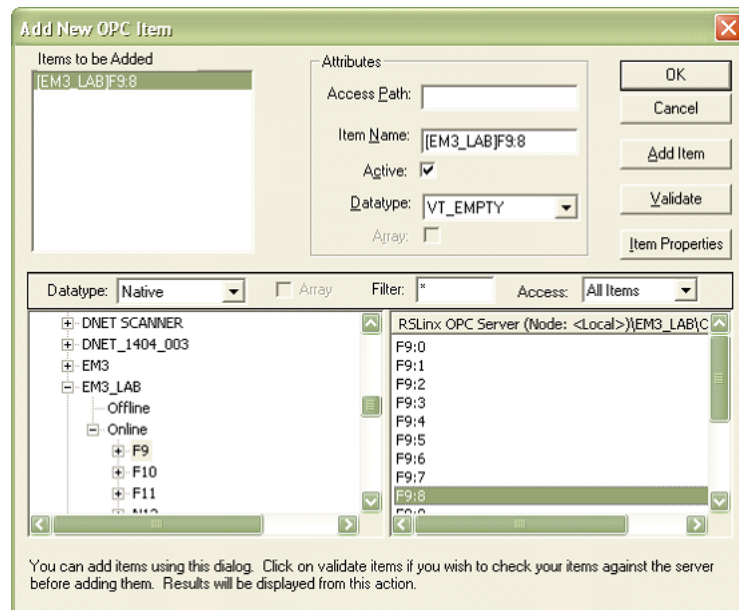 Add New OPC Item
Items to be Added
[EM3_LAB]F9:8
Attributes
Access Path:
Item Name: [EM3_LAB]F9:8
Active:
Datatype: VT_EMPTY
Array:
OK
Cancel
Add Item
Validate
Item Properties
Datatype: Native Array Filter: * Access: All Items
DNET SCANNER
DNET_1404_003
EM3
EM3_LAB
Offline
Online
F9
F10
F11
RSLinx OPC Server (Node: <Local>)\EM3_LAB\
F9:0
F9:1
F9:2
F9:3
F9:4
F9:5
F9:6
F9:7
F9:8
You can add items using this dialog. Click on validate items if you wish to check your items against the server
before adding them. Results will be displayed from this action.